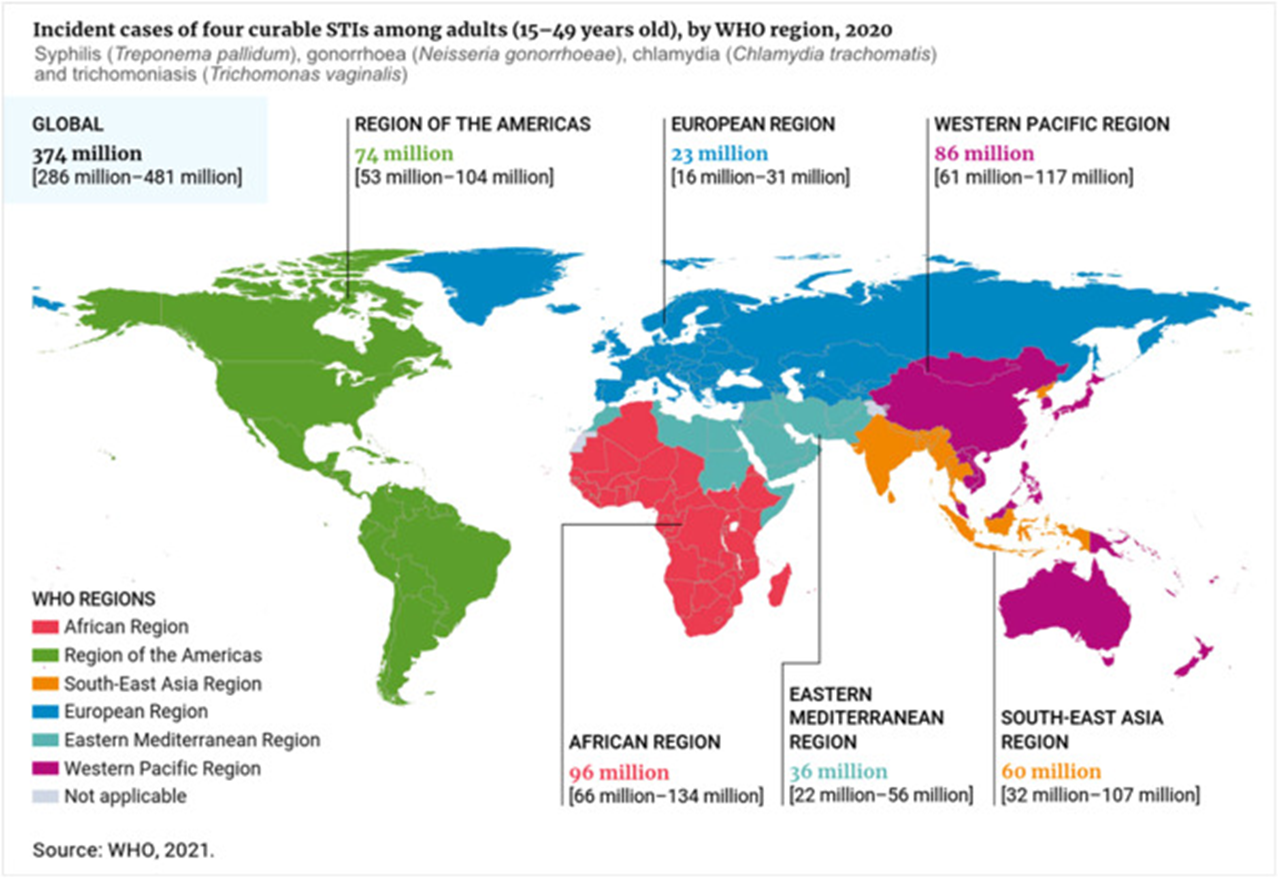 Incident cases of four curable STIs among adults (15–49 years old), by WHO region, 2020
Syphilis (Treponema pallidum), gonorrhoea (Neisseria gonorrhoeae), chlamydia (Chlamydia trachomatis)
and trichomoniasis (Trichomonas vaginalis)
GLOBAL
374 million
[286 million–481 million]
REGION OF THE AMERICAS
74 million
[53 million–104 million]
EUROPEAN REGION
23 million
[16 million–31 million]
WESTERN PACIFIC REGION
86 million
[61 million–117 million]
WHO REGIONS
African Region
Region of the Americas
South-East Asia Region
European Region
Eastern Mediterranean Region
Western Pacific Region
Not applicable
AFRICAN REGION
96 million
[66 million–134 million]
EASTERN
MEDITERRANEAN
REGION
36 million
[22 million–56 million]
SOUTH-EAST ASIA
REGION
60 million
[32 million–107 million]
Source: WHO, 2021.